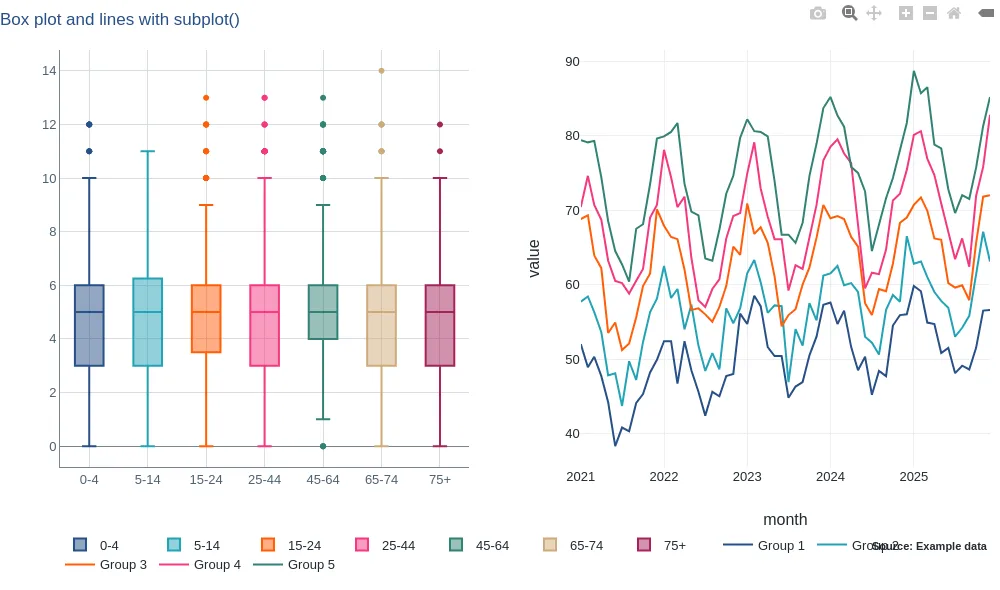 Box plot and lines with subplot()
14
12
10
8
6
4
2
0
0-4 5-14 15-24 25-44 45-64 65-74 75+
90
80
70
60
50
40
value
2021 2022 2023 2024 2025
month
0-4 5-14 15-24 25-44 45-64 65-74 75+ Group 1 Group 2
Source: Example data
Group 3 Group 4 Group 5